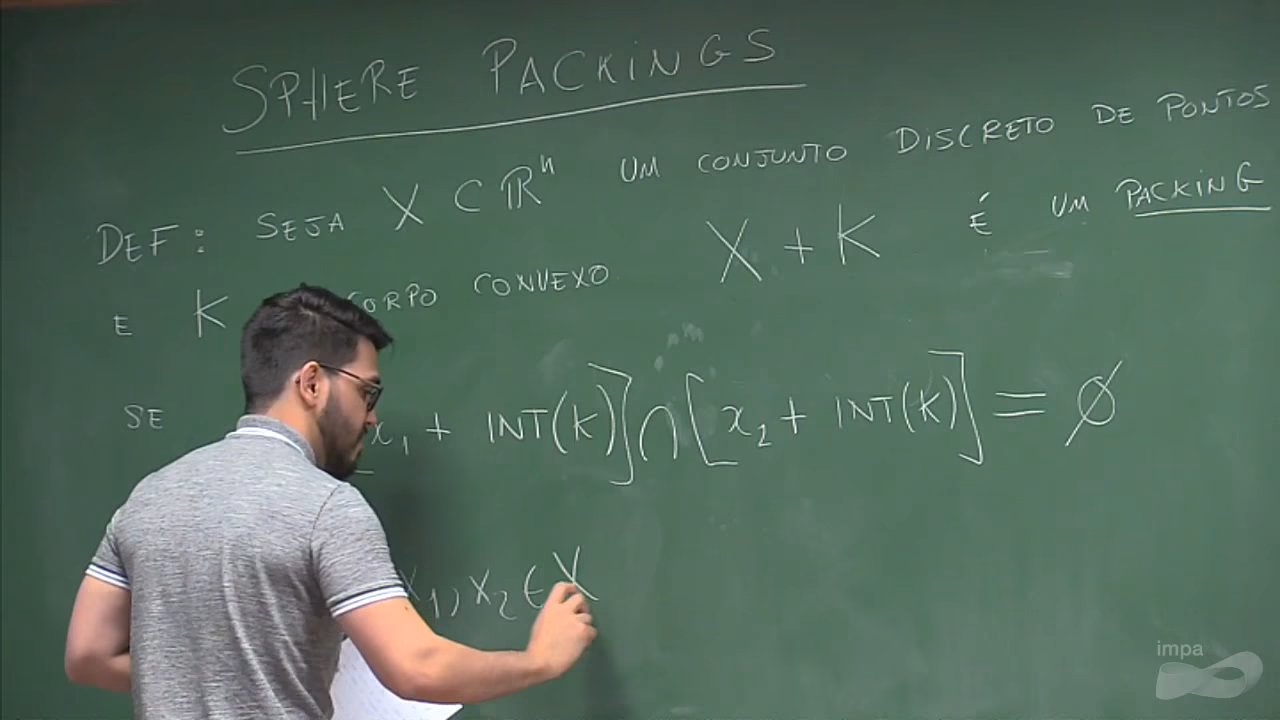 SPHERE PACKINGS
DEF: SEJA X ⊂ ℝⁿ UM CONJUNTO DISCRETO DE PONTOS
E K CORPO CONVEXO X + K É UM PACKING
SE x₁ + INT(K)] ∩ [x₂ + INT(K)] = ∅
x₁, x₂ ∈ X
impa